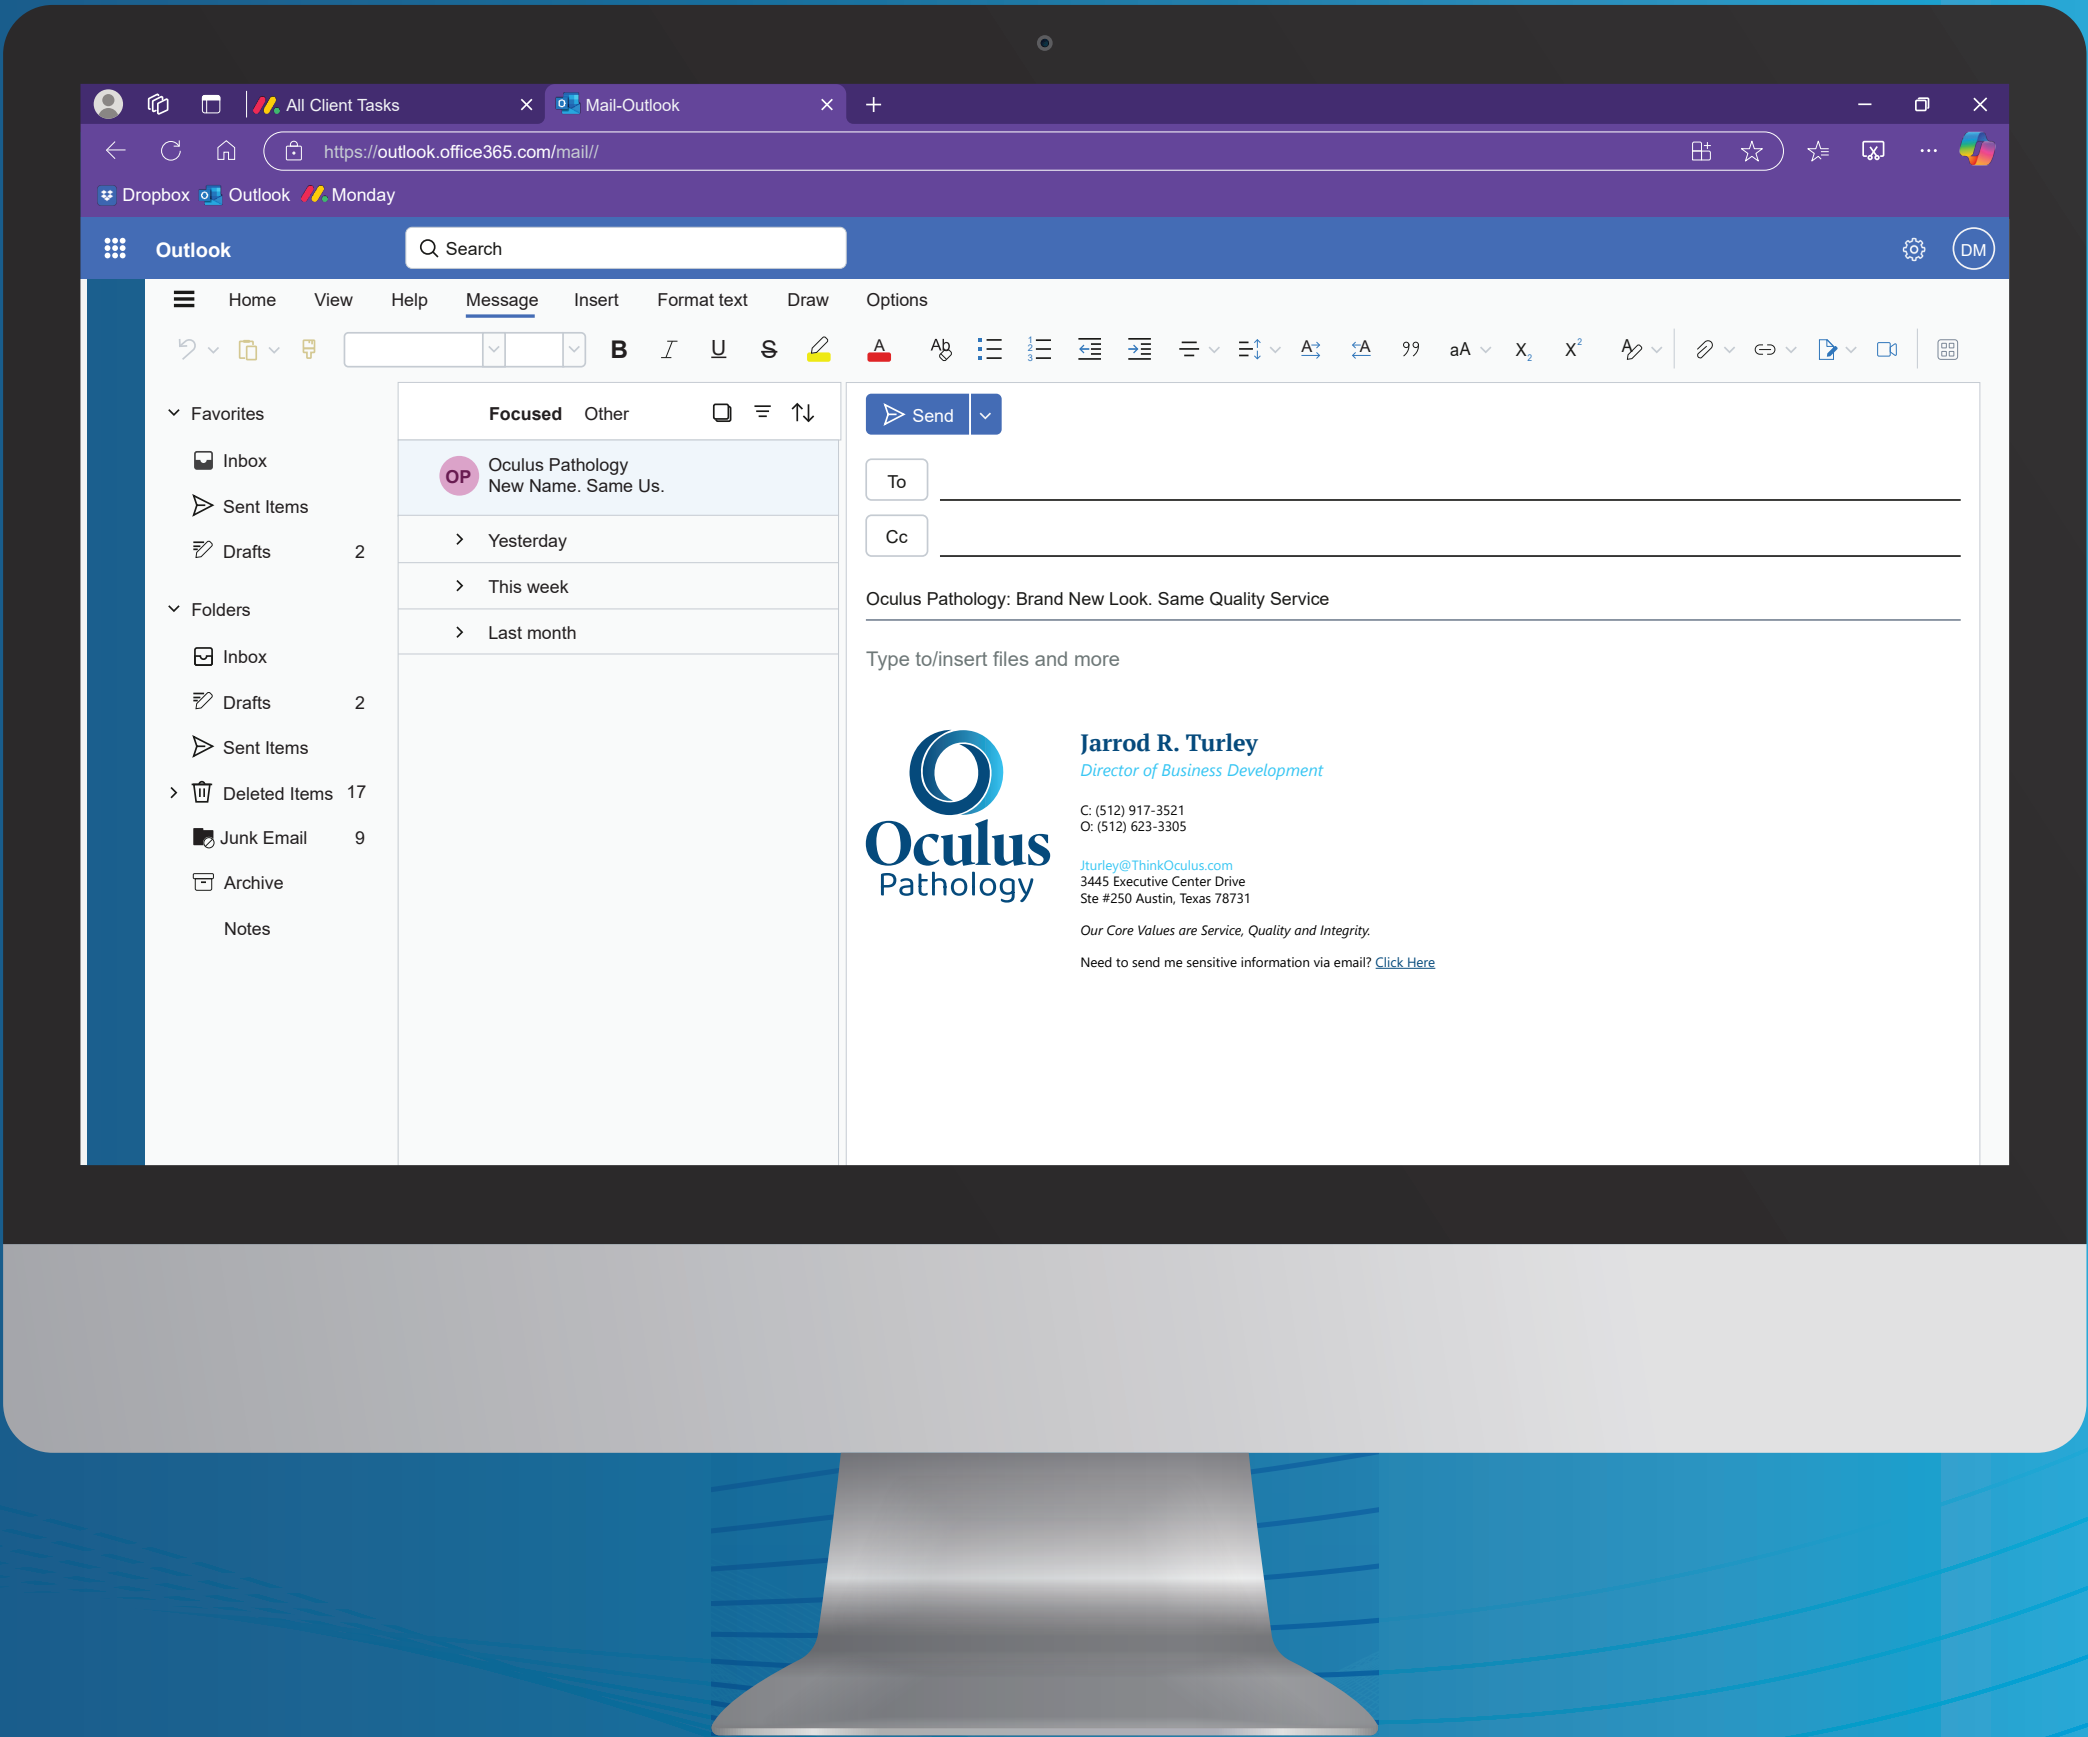 All Client Tasks
Mail-Outlook
https://outlook.office365.com/mail//
Dropbox
Outlook
Monday
Outlook
Search
DM
Home
View
Help
Message
Insert
Format text
Draw
Options
Favorites
Inbox
Sent Items
Drafts 2
Folders
Inbox
Drafts 2
Sent Items
Deleted Items 17
Junk Email 9
Archive
Notes
Focused Other
OP
Oculus Pathology
New Name. Same Us.
Yesterday
This week
Last month
Send
To
Cc
Oculus Pathology: Brand New Look. Same Quality Service
Type to/insert files and more
Oculus
Pathology
Jarrod R. Turley
Director of Business Development
C: (512) 917-3521
O: (512) 623-3305
Jturley@ThinkOculus.com
3445 Executive Center Drive
Ste #250 Austin, Texas 78731
Our Core Values are Service, Quality and Integrity.
Need to send me sensitive information via email? Click Here